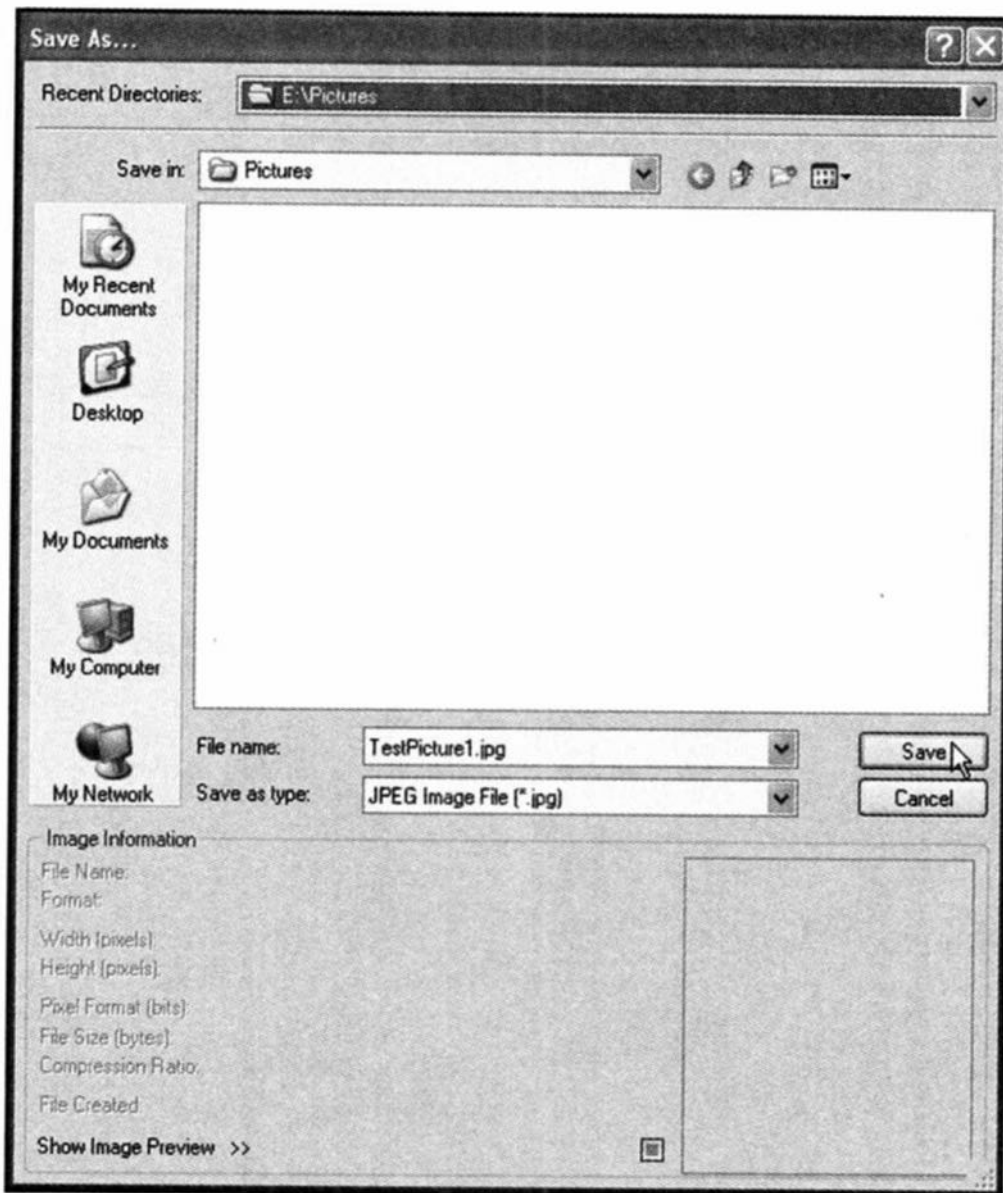 Save As...
Recent Directories: E:\Pictures
Save in: Pictures
My Recent
Documents
Desktop
My Documents
My Computer
My Network
File name: TestPicture1.jpg
Save
Save as type: JPEG Image File (*.jpg)
Cancel
Image Information
File Name:
Format:
Width (pixels):
Height (pixels):
Pixel Format (bits)
File Size (bytes):
Compression Ratio:
File Created
Show Image Preview >>